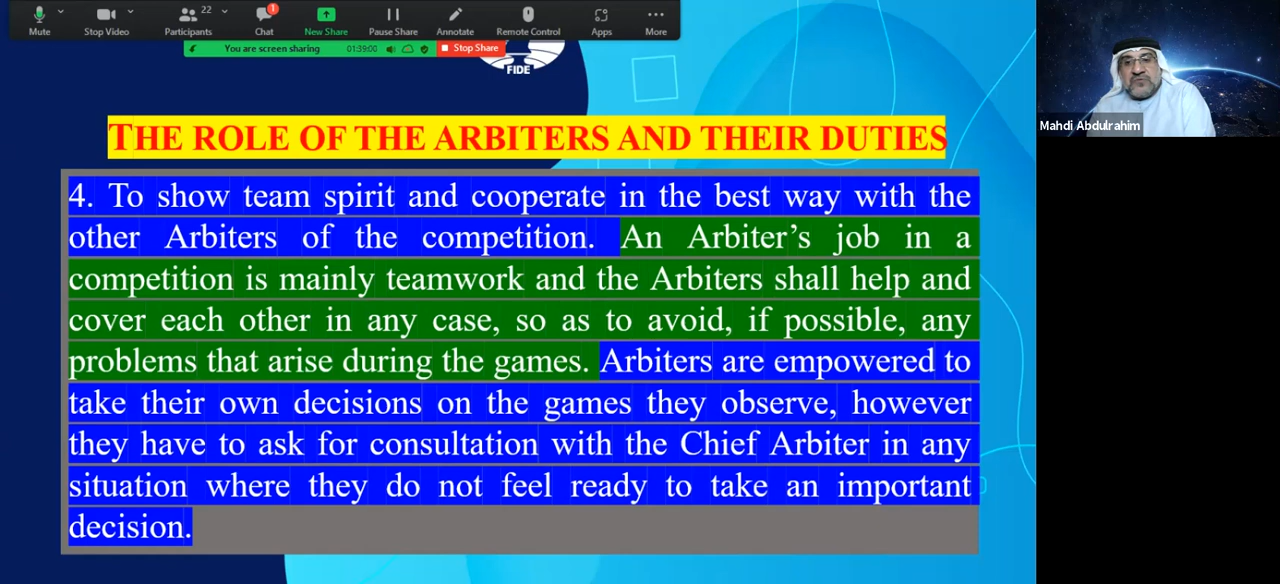 22
1
Mute
Stop Video
Participants
Chat
New Share
Pause Share
Annotate
Remote Control
Apps
More
You are screen sharing
01:39:00
Stop Share
FIDE
THE ROLE OF THE ARBITERS AND THEIR DUTIES
4. To show team spirit and cooperate in the best way with the
other Arbiters of the competition. An Arbiter’s job in a
competition is mainly teamwork and the Arbiters shall help and
cover each other in any case, so as to avoid, if possible, any
problems that arise during the games. Arbiters are empowered to
take their own decisions on the games they observe, however
they have to ask for consultation with the Chief Arbiter in any
situation where they do not feel ready to take an important
decision.
Mahdi Abdulrahim